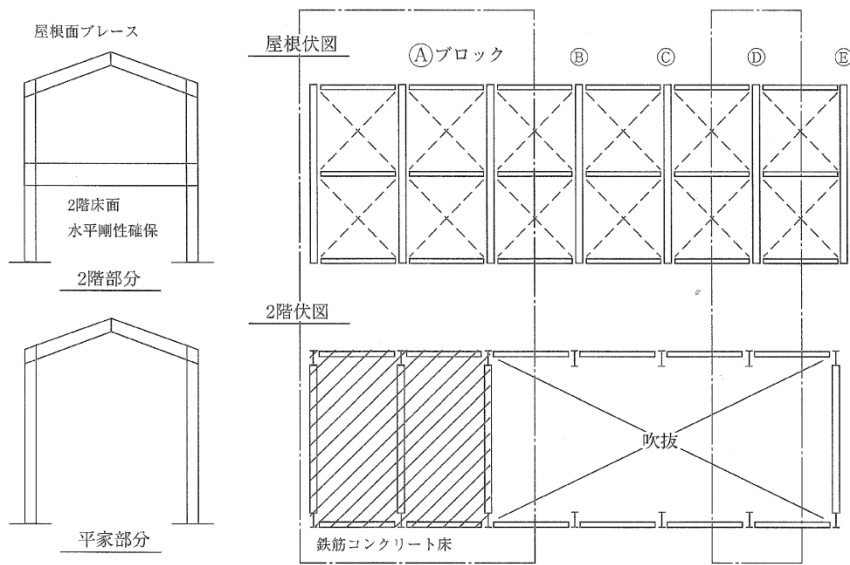 屋根面ブレース
2階床面
水平剛性確保
2階部分
平家部分
屋根伏図
Ⓐブロック
Ⓑ
Ⓒ
Ⓓ
Ⓔ
2階伏図
吹抜
鉄筋コンクリート床